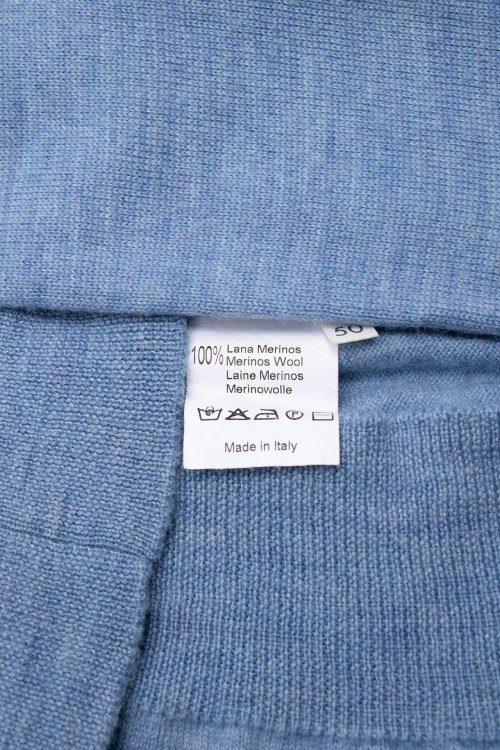 50
100% Lana Merinos
Merinos Wool
Laine Merinos
Merinowolle
Made in Italy